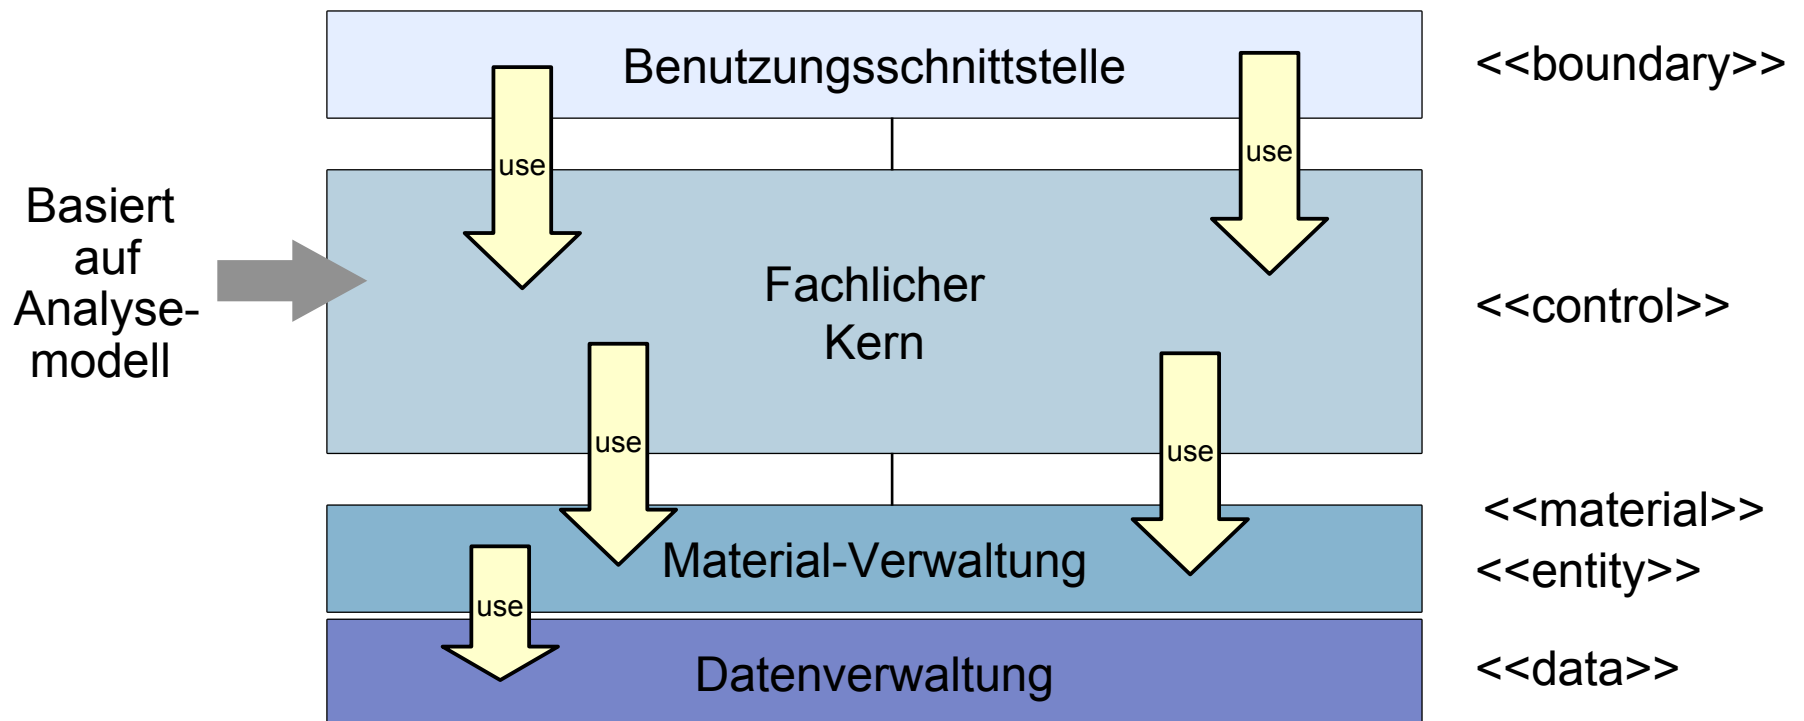 Benutzungsschnittstelle
<<boundary>>
use
use
Basiert
auf
Analyse-
modell
Fachlicher
Kern
<<control>>
use
use
<<material>>
Material-Verwaltung
<<entity>>
use
Datenverwaltung
<<data>>